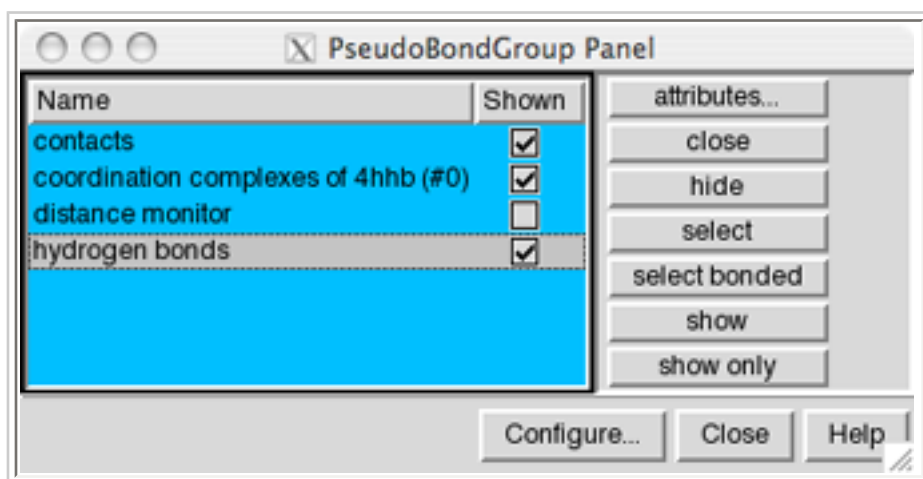 PseudoBondGroup Panel
Name Shown
contacts
coordination complexes of 4hhb (#0)
distance monitor
hydrogen bonds
attributes...
close
hide
select
select bonded
show
show only
Configure... Close Help